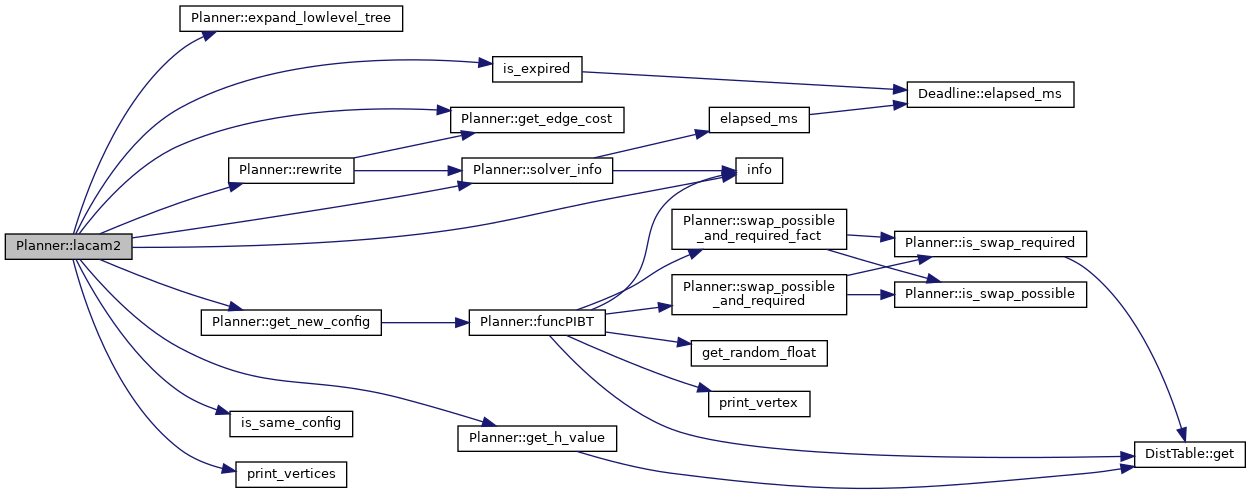 Planner::expand_lowlevel_tree
is_expired
Deadline::elapsed_ms
Planner::get_edge_cost
elapsed_ms
Planner::rewrite
Planner::solver_info
info
Planner::swap_possible
_and_required_fact
Planner::is_swap_required
Planner::lacam2
Planner::swap_possible
_and_required
Planner::is_swap_possible
Planner::get_new_config
Planner::funcPIBT
get_random_float
print_vertex
is_same_config
Planner::get_h_value
DistTable::get
print_vertices